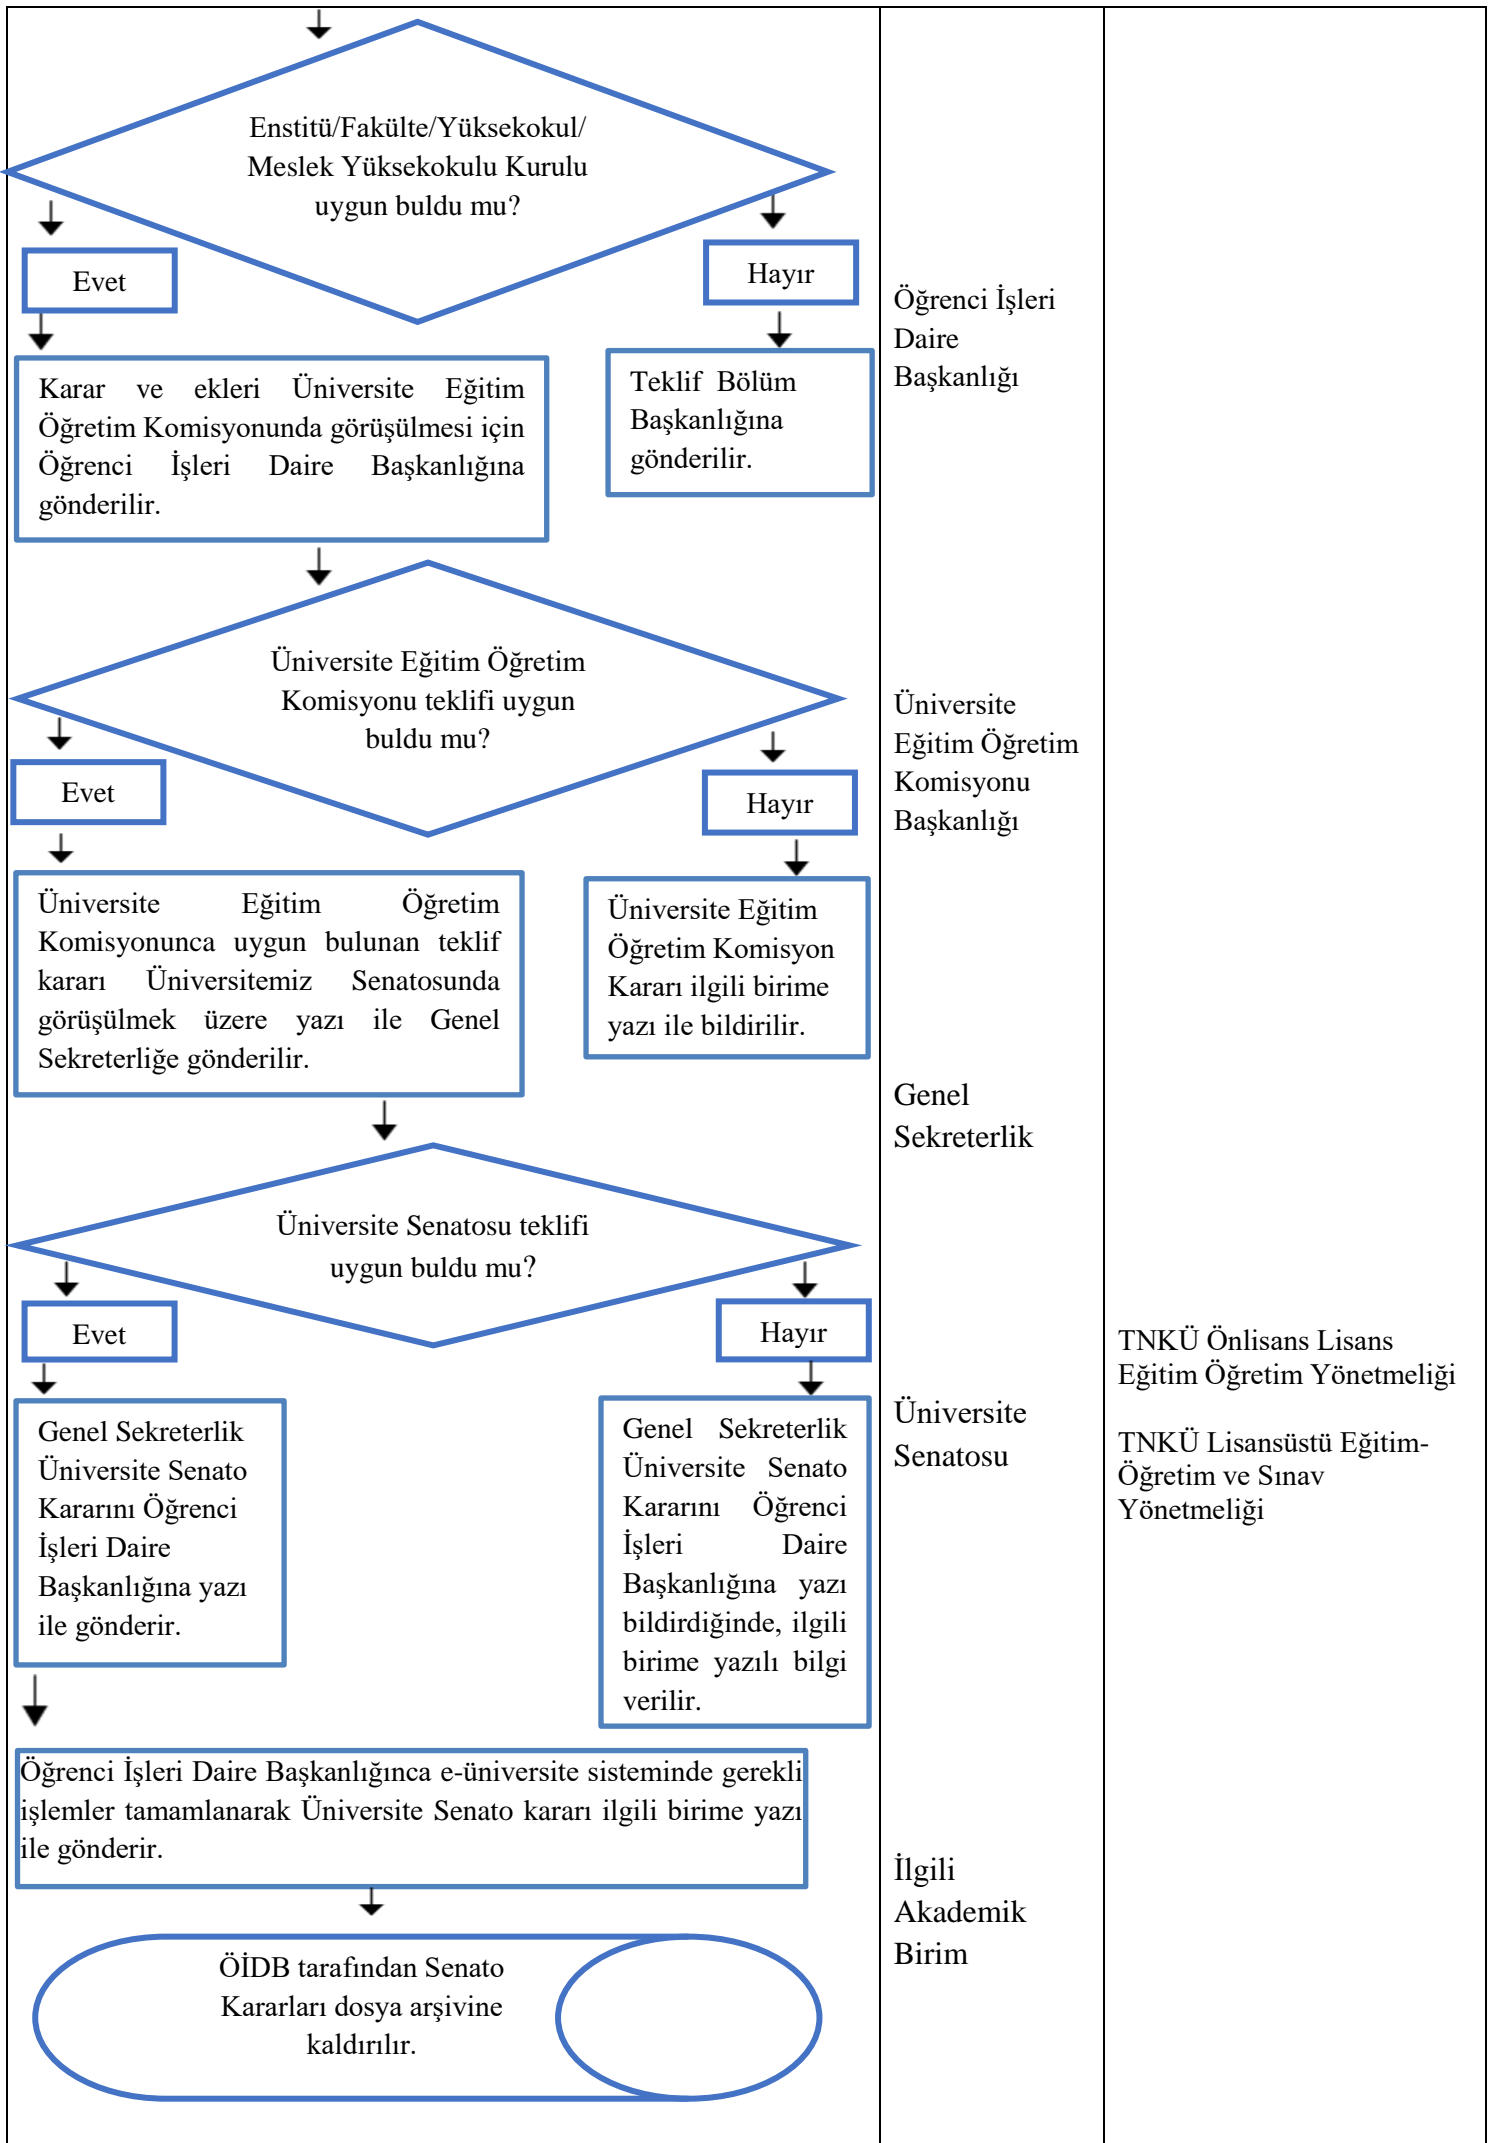 Enstitü/Fakülte/Yüksekokul/
Meslek Yüksekokulu Kurulu
uygun buldu mu?
Evet
Hayır
Karar ve ekleri Üniversite Eğitim
Öğretim Komisyonunda görüşülmesi için
Öğrenci İşleri Daire Başkanlığına
gönderilir.
Teklif Bölüm
Başkanlığına
gönderilir.
Öğrenci İşleri
Daire
Başkanlığı
Üniversite Eğitim Öğretim
Komisyonu teklifi uygun
buldu mu?
Evet
Hayır
Üniversite
Eğitim Öğretim
Komisyonu
Başkanlığı
Üniversite Eğitim Öğretim
Komisyonunca uygun bulunan teklif
kararı Üniversitemiz Senatosunda
görüşülmek üzere yazı ile Genel
Sekreterliğe gönderilir.
Üniversite Eğitim
Öğretim Komisyon
Kararı ilgili birime
yazı ile bildirilir.
Genel
Sekreterlik
Üniversite Senatosu teklifi
uygun buldu mu?
Evet
Hayır
Genel Sekreterlik
Üniversite Senato
Kararını Öğrenci
İşleri Daire
Başkanlığına yazı
ile gönderir.
Genel Sekreterlik
Üniversite Senato
Kararını Öğrenci
İşleri Daire
Başkanlığına yazı
bildirdiğinde, ilgili
birime yazılı bilgi
verilir.
Üniversite
Senatosu
TNKÜ Önlisans Lisans
Eğitim Öğretim Yönetmeliği
TNKÜ Lisansüstü Eğitim-
Öğretim ve Sınav
Yönetmeliği
Öğrenci İşleri Daire Başkanlığınca e-üniversite sisteminde gerekli
işlemler tamamlanarak Üniversite Senato kararı ilgili birime yazı
ile gönderir.
İlgili
Akademik
Birim
ÖİDB tarafından Senato
Kararları dosya arşivine
kaldırılır.